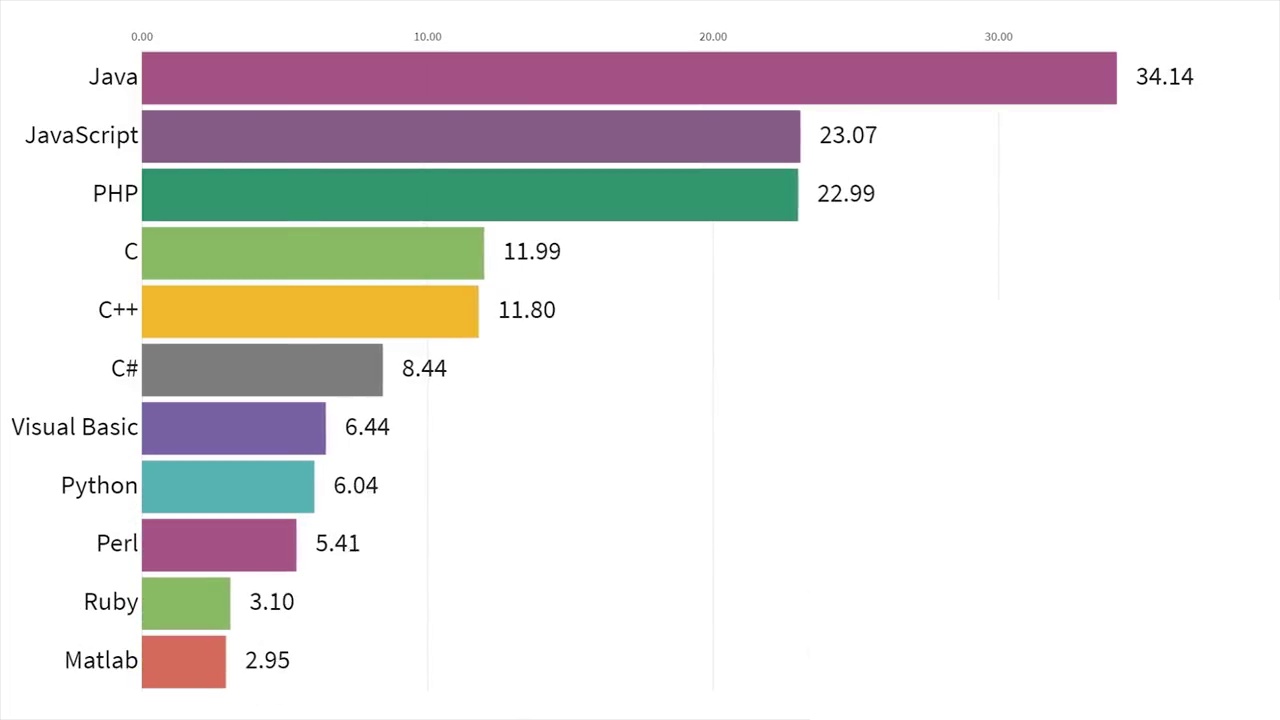 0.00 10.00 20.00 30.00
Java 34.14
JavaScript 23.07
PHP 22.99
C 11.99
C++ 11.80
C# 8.44
Visual Basic 6.44
Python 6.04
Perl 5.41
Ruby 3.10
Matlab 2.95